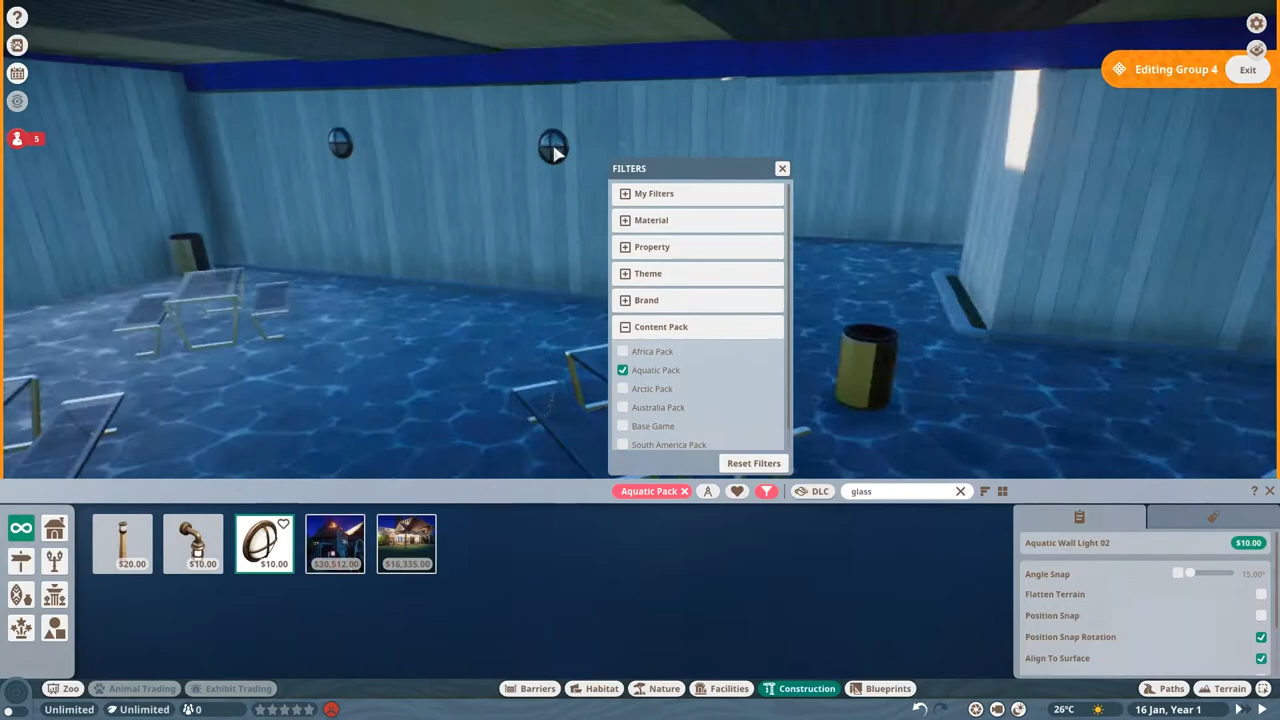 ?
Editing Group 4
Exit
5
FILTERS
My Filters
Material
Property
Theme
Brand
Content Pack
Africa Pack
Aquatic Pack
Arctic Pack
Australia Pack
Base Game
South America Pack
Reset Filters
Aquatic Pack
DLC
glass
?
$20.00
$10.00
$10.00
$30,512.00
$16,335.00
Aquatic Wall Light 02
$10.00
Angle Snap
15.00°
Flatten Terrain
Position Snap
Position Snap Rotation
Align To Surface
Zoo
Animal Trading
Exhibit Trading
Barriers
Habitat
Nature
Facilities
Construction
Blueprints
Paths
Terrain
Unlimited
Unlimited
0
26°C
16 Jan, Year 1